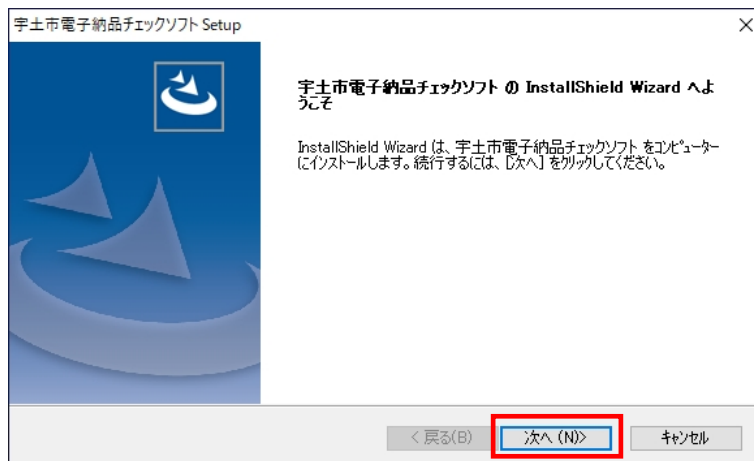 宇土市電子納品チェックソフト Setup
宇土市電子納品チェックソフト の InstallShield Wizard へよ
うこそ
InstallShield Wizard は、宇土市電子納品チェックソフト をコンピューター
にインストールします。続行するには、[次へ] をクリックしてください。
< 戻る(B)
次へ (N)>
キャンセル